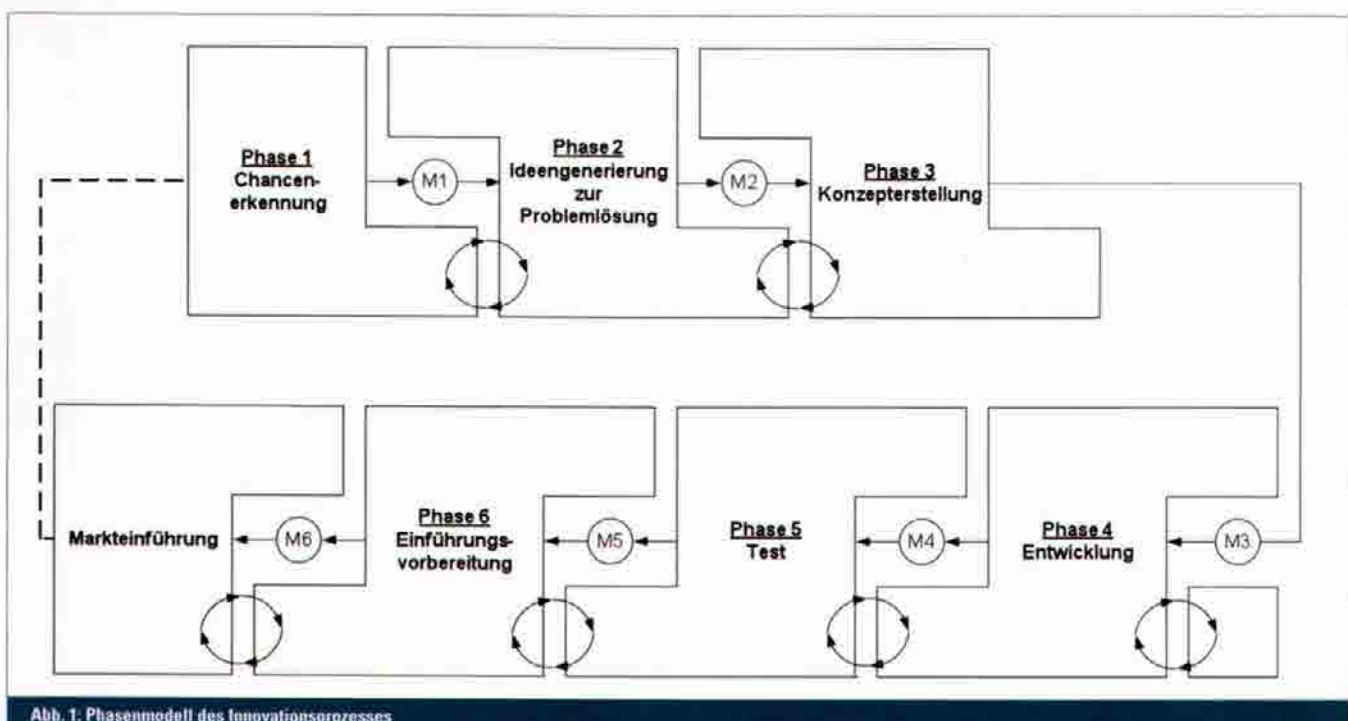 Phase 1
Chancen-
erkennung
M1
Phase 2
Ideengenerierung
zur
Problemlösung
M2
Phase 3
Konzepterstellung
Markteinführung
M6
Phase 6
Einführungs-
vorbereitung
M5
Phase 5
Test
M4
Phase 4
Entwicklung
M3
Abb. 1: Phasenmodell des Innovationsprozesses